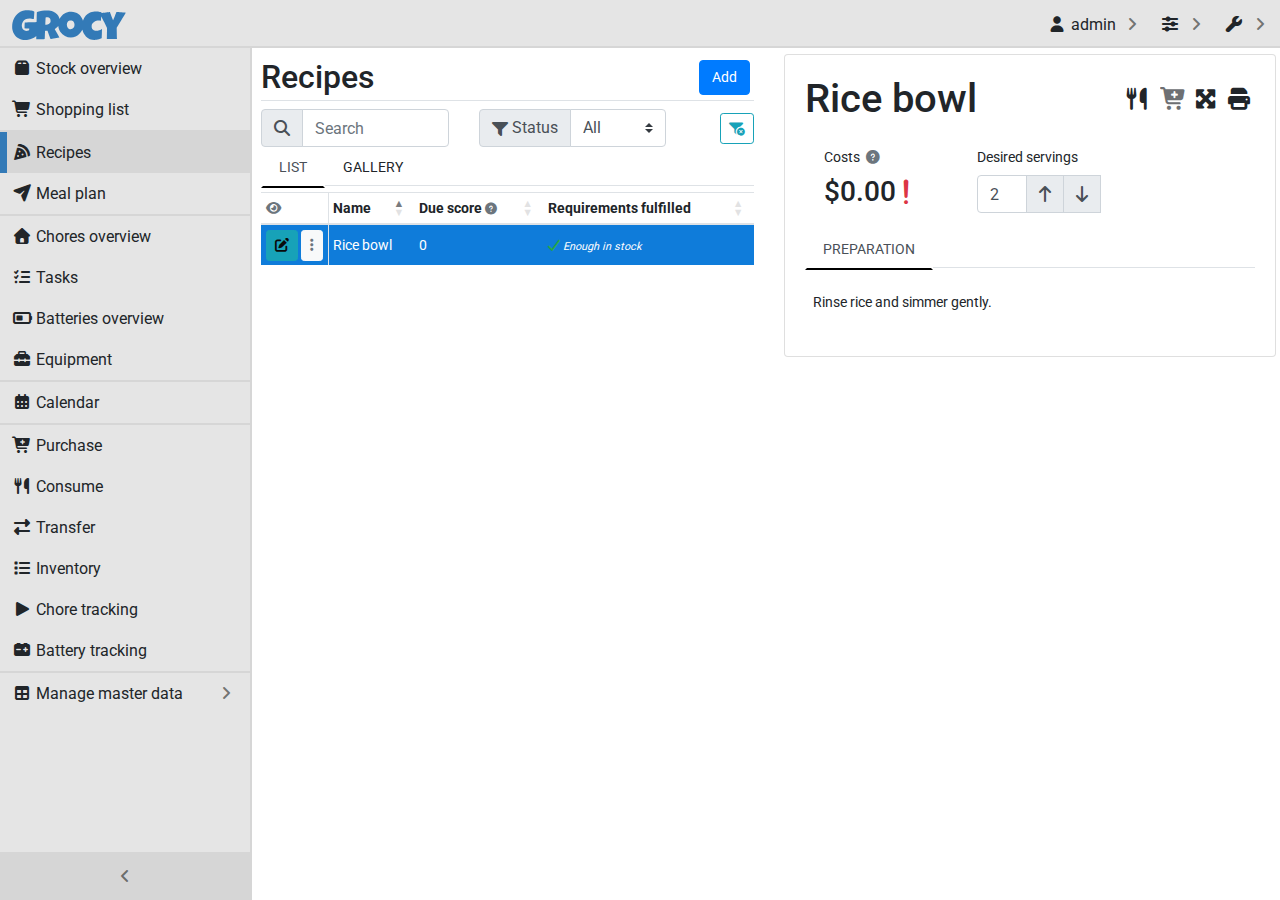 GROCY
admin
Stock overview
Shopping list
Recipes
Meal plan
Chores overview
Tasks
Batteries overview
Equipment
Calendar
Purchase
Consume
Transfer
Inventory
Chore tracking
Battery tracking
Manage master data
Recipes
Add
Search
Status
All
LIST GALLERY
Name Due score Requirements fulfilled
Rice bowl 0 Enough in stock
Rice bowl
Costs Desired servings
$0.00! 2
PREPARATION
Rinse rice and simmer gently.